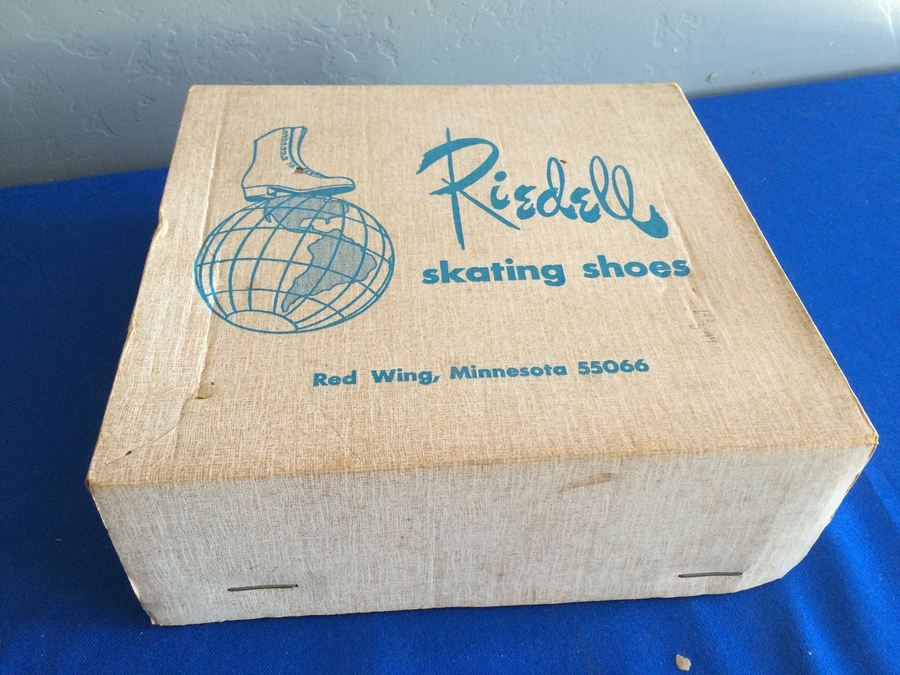 Riedell
skating shoes
Red Wing, Minnesota 55066